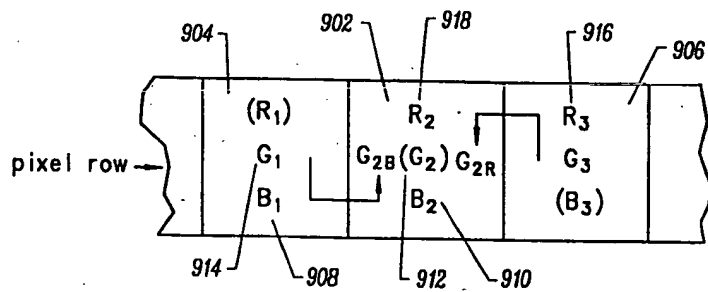 904 902 918 916 906
(R₁) R₂ R₃
pixel row G₁ G₂B (G₂) G₂R G₃
B₁ B₂ (B₃)
914 908 912 910